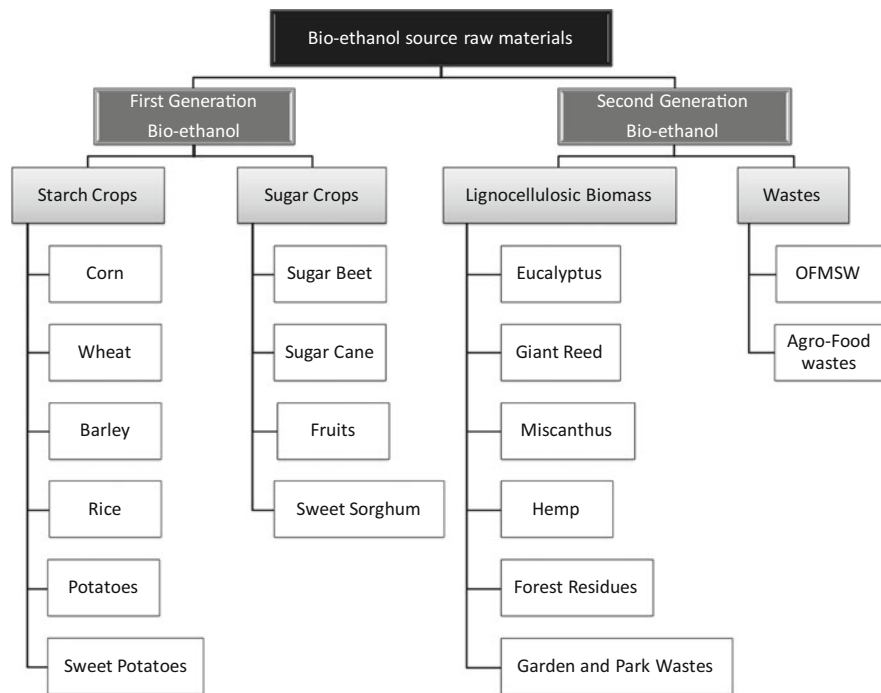 Bio-ethanol source raw materials
First Generation
Bio-ethanol
Second Generation
Bio-ethanol
Starch Crops
Sugar Crops
Lignocellulosic Biomass
Wastes
Corn
Wheat
Barley
Rice
Potatoes
Sweet Potatoes
Sugar Beet
Sugar Cane
Fruits
Sweet Sorghum
Eucalyptus
Giant Reed
Miscanthus
Hemp
Forest Residues
Garden and Park Wastes
OFMSW
Agro-Food
wastes